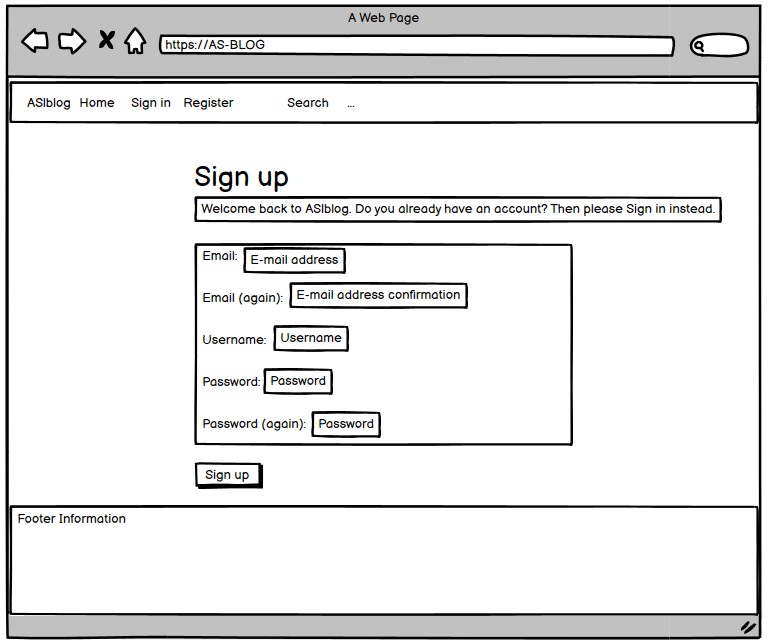 A Web Page
https://AS-BLOG
ASIblog Home Sign in Register Search ...
Sign up
Welcome back to ASIblog. Do you already have an account? Then please Sign in instead.
Email: E-mail address
Email (again): E-mail address confirmation
Username: Username
Password: Password
Password (again): Password
Sign up
Footer Information